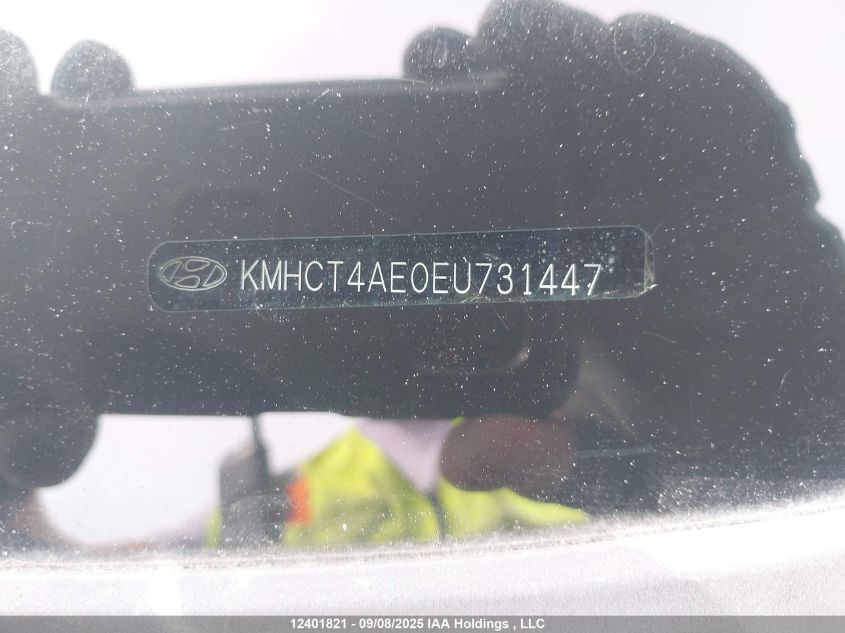 KMHCT4AE0EU731447
12401821 - 09/08/2025 IAA Holdings , LLC